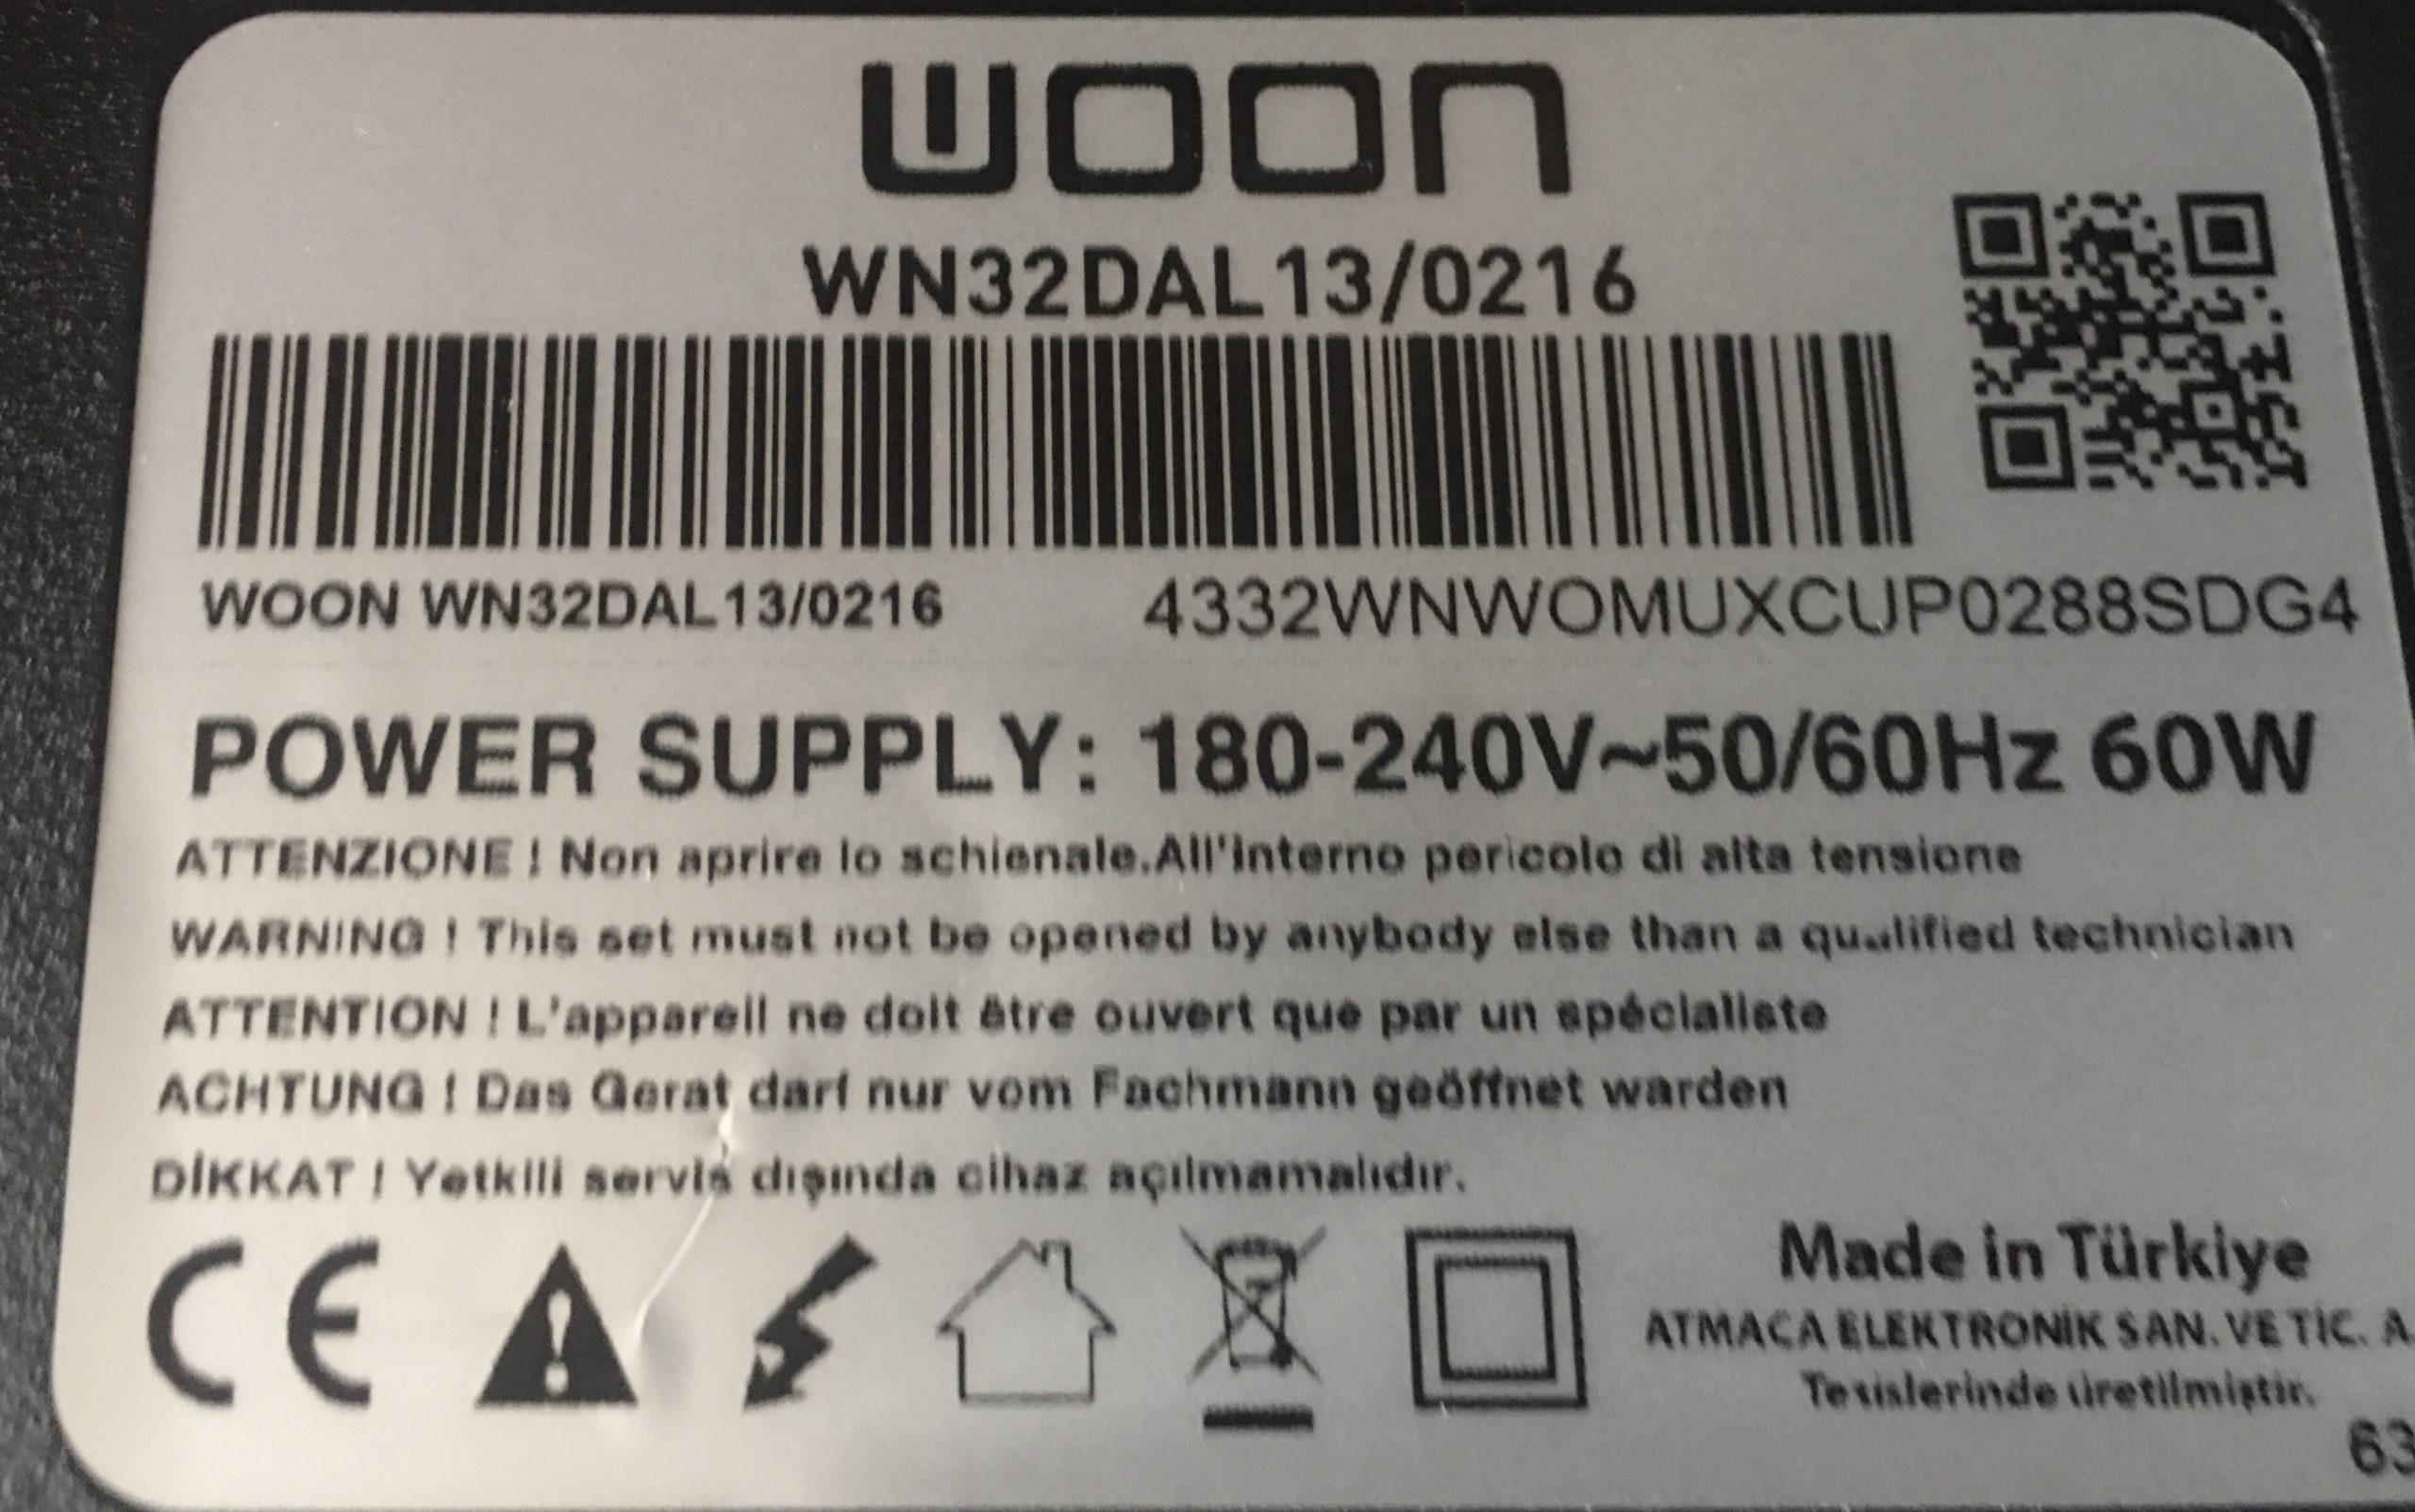 woon
WN32DAL13/0216
WOON WN32DAL13/0216 4332WNWOMUXCUP0288SDG4
POWER SUPPLY: 180-240V~50/60Hz 60W
ATTENZIONE ! Non aprire lo schienale.All'interno pericolo di alta tensione
WARNING ! This set must not be opened by anybody else than a qualified technician
ATTENTION ! L'appareil ne doit être ouvert que par un spécialiste
ACHTUNG ! Das Gerat darf nur vom Fachmann geöffnet warden
DİKKAT ! Yetkili servis dışında cihaz açılmamalıdır.
CE
Made in Türkiye
ATMACA ELEKTRONİK SAN. VE TİC. A.
Tesislerinde üretilmiştir.
63